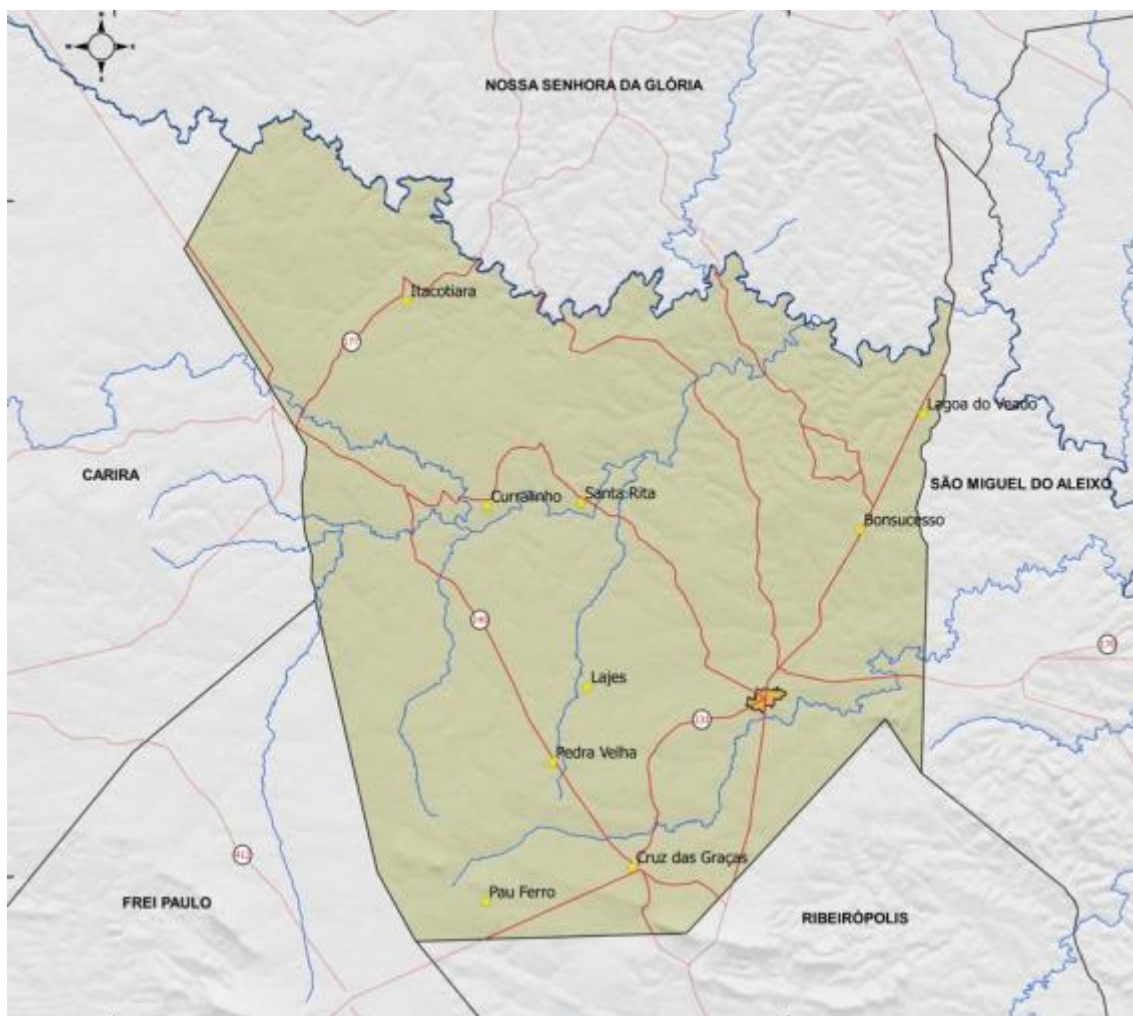 NOSSA SENHORA DA GLÓRIA
Itacotiara
Lagoa do Veado
CARIRA
SÃO MIGUEL DO ALEIXO
Curralinho
Santa Rita
Bonsucesso
Lajes
Pedra Velha
Cruz das Graças
Pau Ferro
FREI PAULO
RIBEIRÓPOLIS